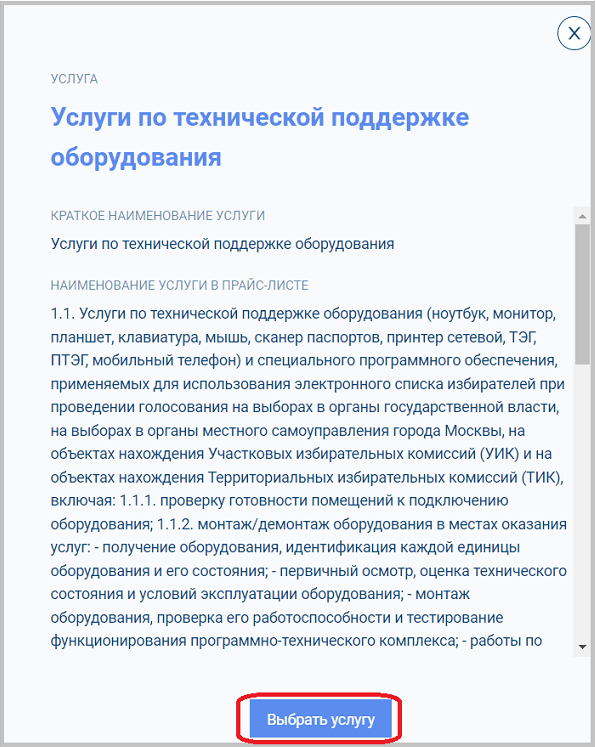 X
УСЛУГА
Услуги по технической поддержке
оборудования
КРАТКОЕ НАИМЕНОВАНИЕ УСЛУГИ
Услуги по технической поддержке оборудования
НАИМЕНОВАНИЕ УСЛУГИ В ПРАЙС-ЛИСТЕ
1.1. Услуги по технической поддержке оборудования (ноутбук, монитор,
планшет, клавиатура, мышь, сканер паспортов, принтер сетевой, ТЭГ,
ПТЭГ, мобильный телефон) и специального программного обеспечения,
применяемых для использования электронного списка избирателей при
проведении голосования на выборах в органы государственной власти,
на выборах в органы местного самоуправления города Москвы, на
объектах нахождения Участковых избирательных комиссий (УИК) и на
объектах нахождения Территориальных избирательных комиссий (ТИК),
включая: 1.1.1. проверку готовности помещений к подключению
оборудования; 1.1.2. монтаж/демонтаж оборудования в местах оказания
услуг: - получение оборудования, идентификация каждой единицы
оборудования и его состояния; - первичный осмотр, оценка технического
состояния и условий эксплуатации оборудования; - монтаж
оборудования, проверка его работоспособности и тестирование
функционирования программно-технического комплекса; - работы по
Выбрать услугу